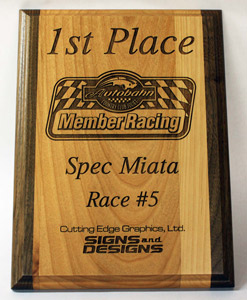 1st Place
Autobahn
Member Racing
Spec Miata
Race #5
Cutting Edge Graphics, Ltd.
SIGNS and
DESIGNS